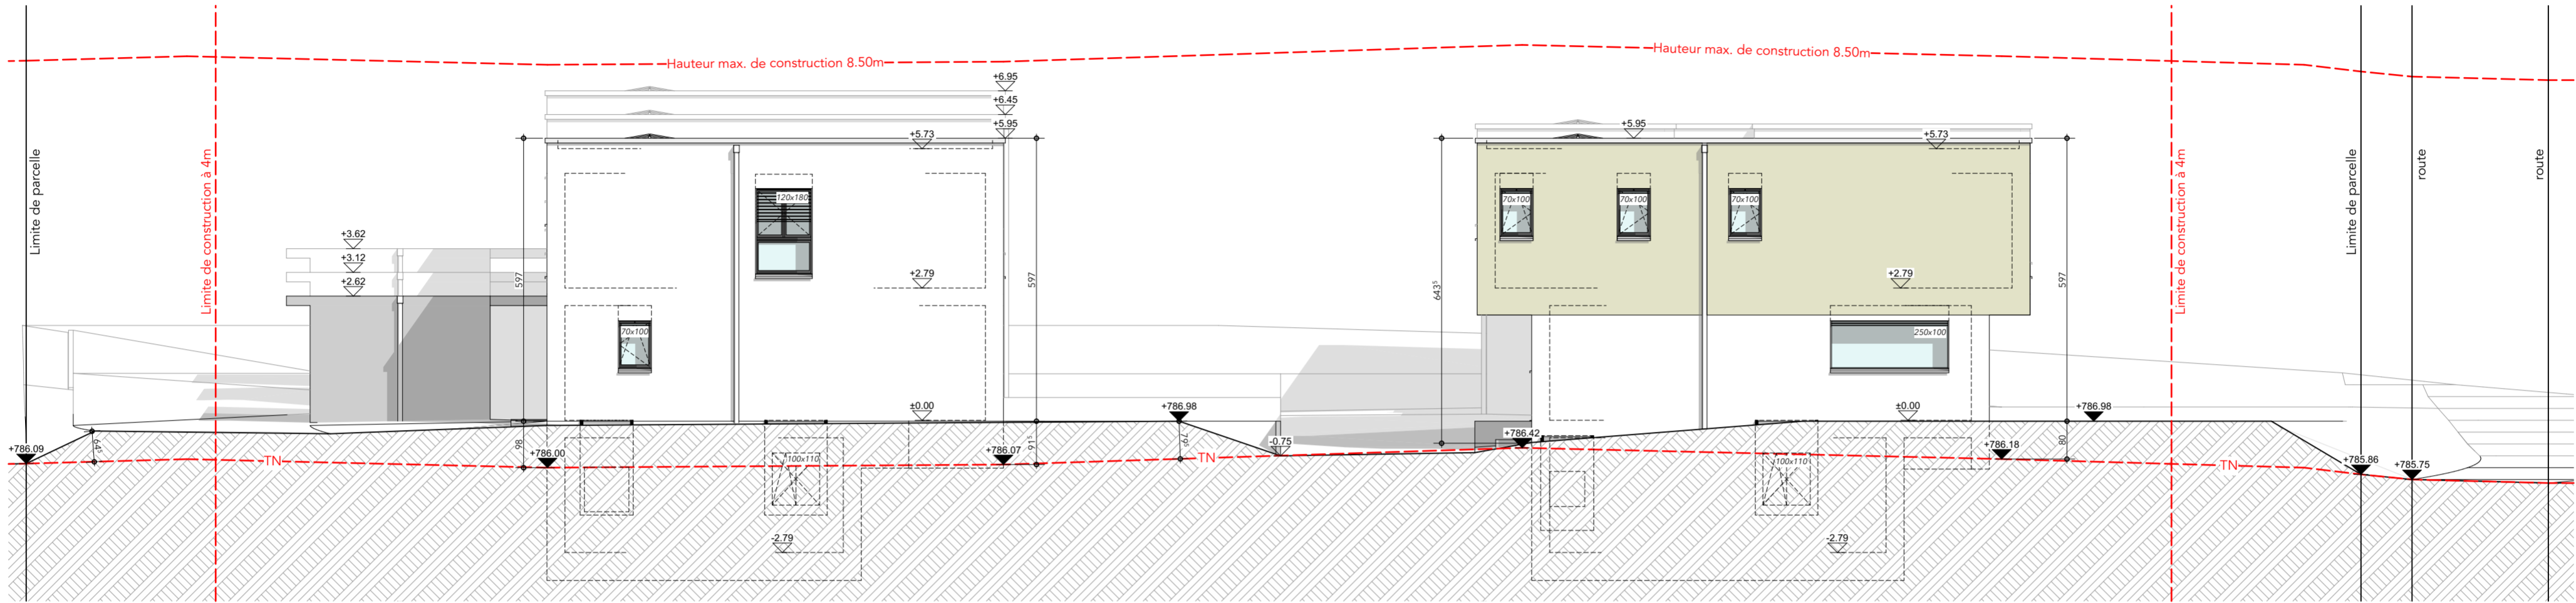 Hauteur max. de construction 8.50m
Hauteur max. de construction 8.50m
Limite de parcelle
Limite de construction à 4m
+3.62
+3.12
+2.62
+6.95
+6.45
+5.95
+5.73
597
120x180
+2.79
597
70x100
±0.00
+786.09
64⁵
TN
98
+786.00
100x110
91⁵
+786.07
-2.79
+786.98
79⁵
TN
-0.75
643⁵
+5.95
+5.73
70x100
70x100
70x100
+2.79
597
250x100
±0.00
+786.42
+786.98
100x110
+786.18
80
-2.79
Limite de construction à 4m
TN
Limite de parcelle
route
route
+785.86
+785.75